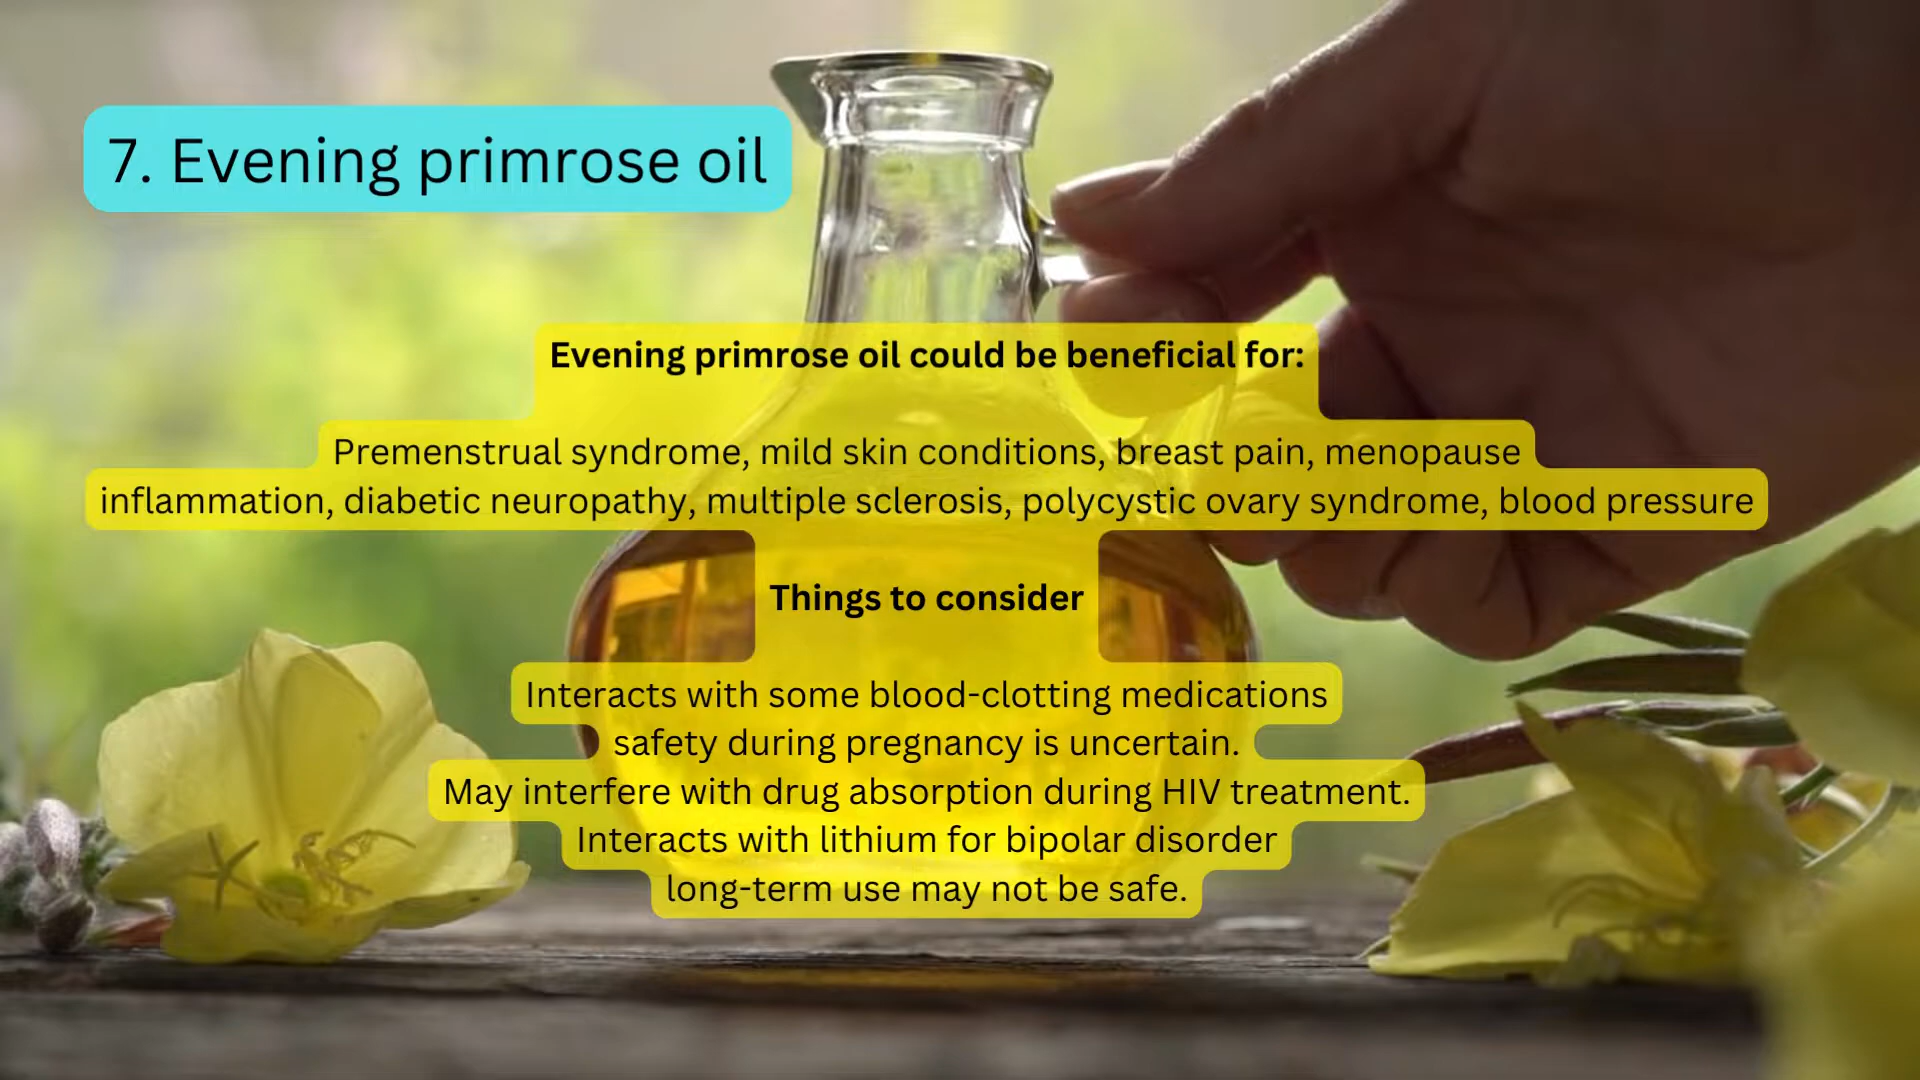 7. Evening primrose oil
Evening primrose oil could be beneficial for:
Premenstrual syndrome, mild skin conditions, breast pain, menopause
inflammation, diabetic neuropathy, multiple sclerosis, polycystic ovary syndrome, blood pressure
Things to consider
Interacts with some blood-clotting medications
safety during pregnancy is uncertain.
May interfere with drug absorption during HIV treatment.
Interacts with lithium for bipolar disorder
long-term use may not be safe.